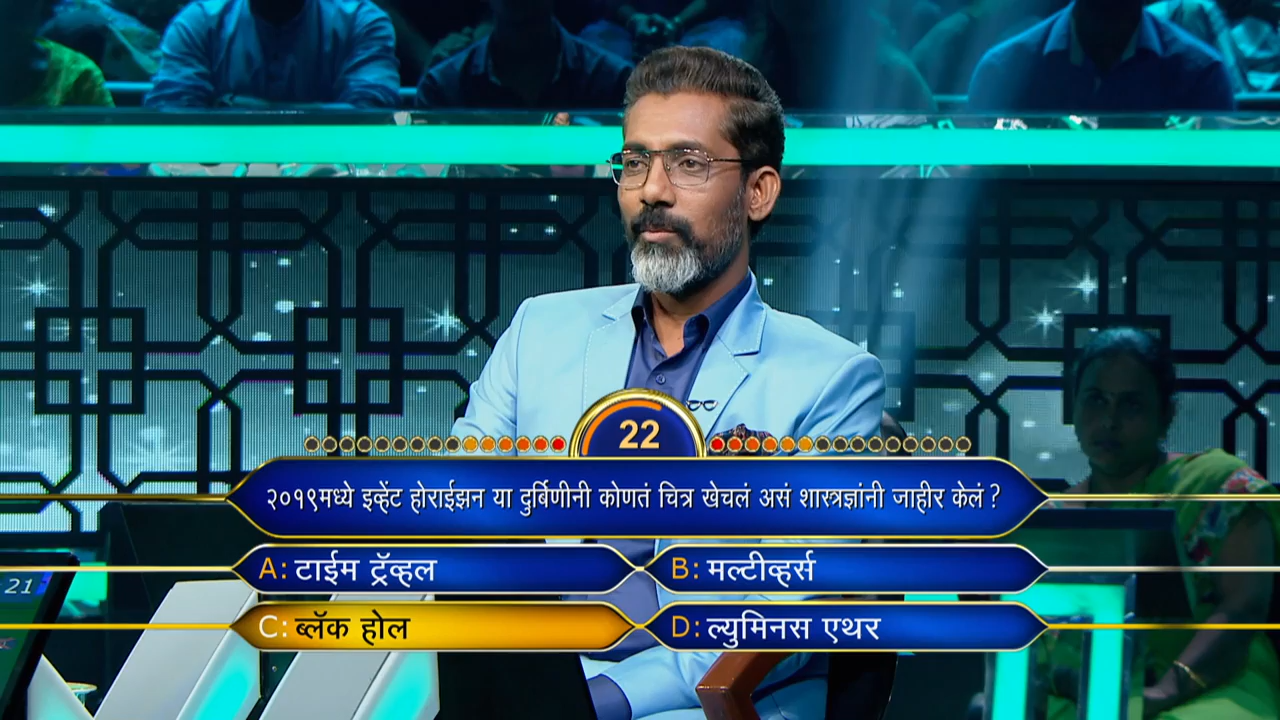 22
२०१९मध्ये इव्हेंट होराईझन या दुर्बिणीनी कोणतं चित्र खेचलं असं शास्त्रज्ञांनी जाहीर केलं ?
A: टाईम ट्रॅव्हल
B: मल्टीव्हर्स
C: ब्लॅक होल
D: ल्युमिनस एथर
21